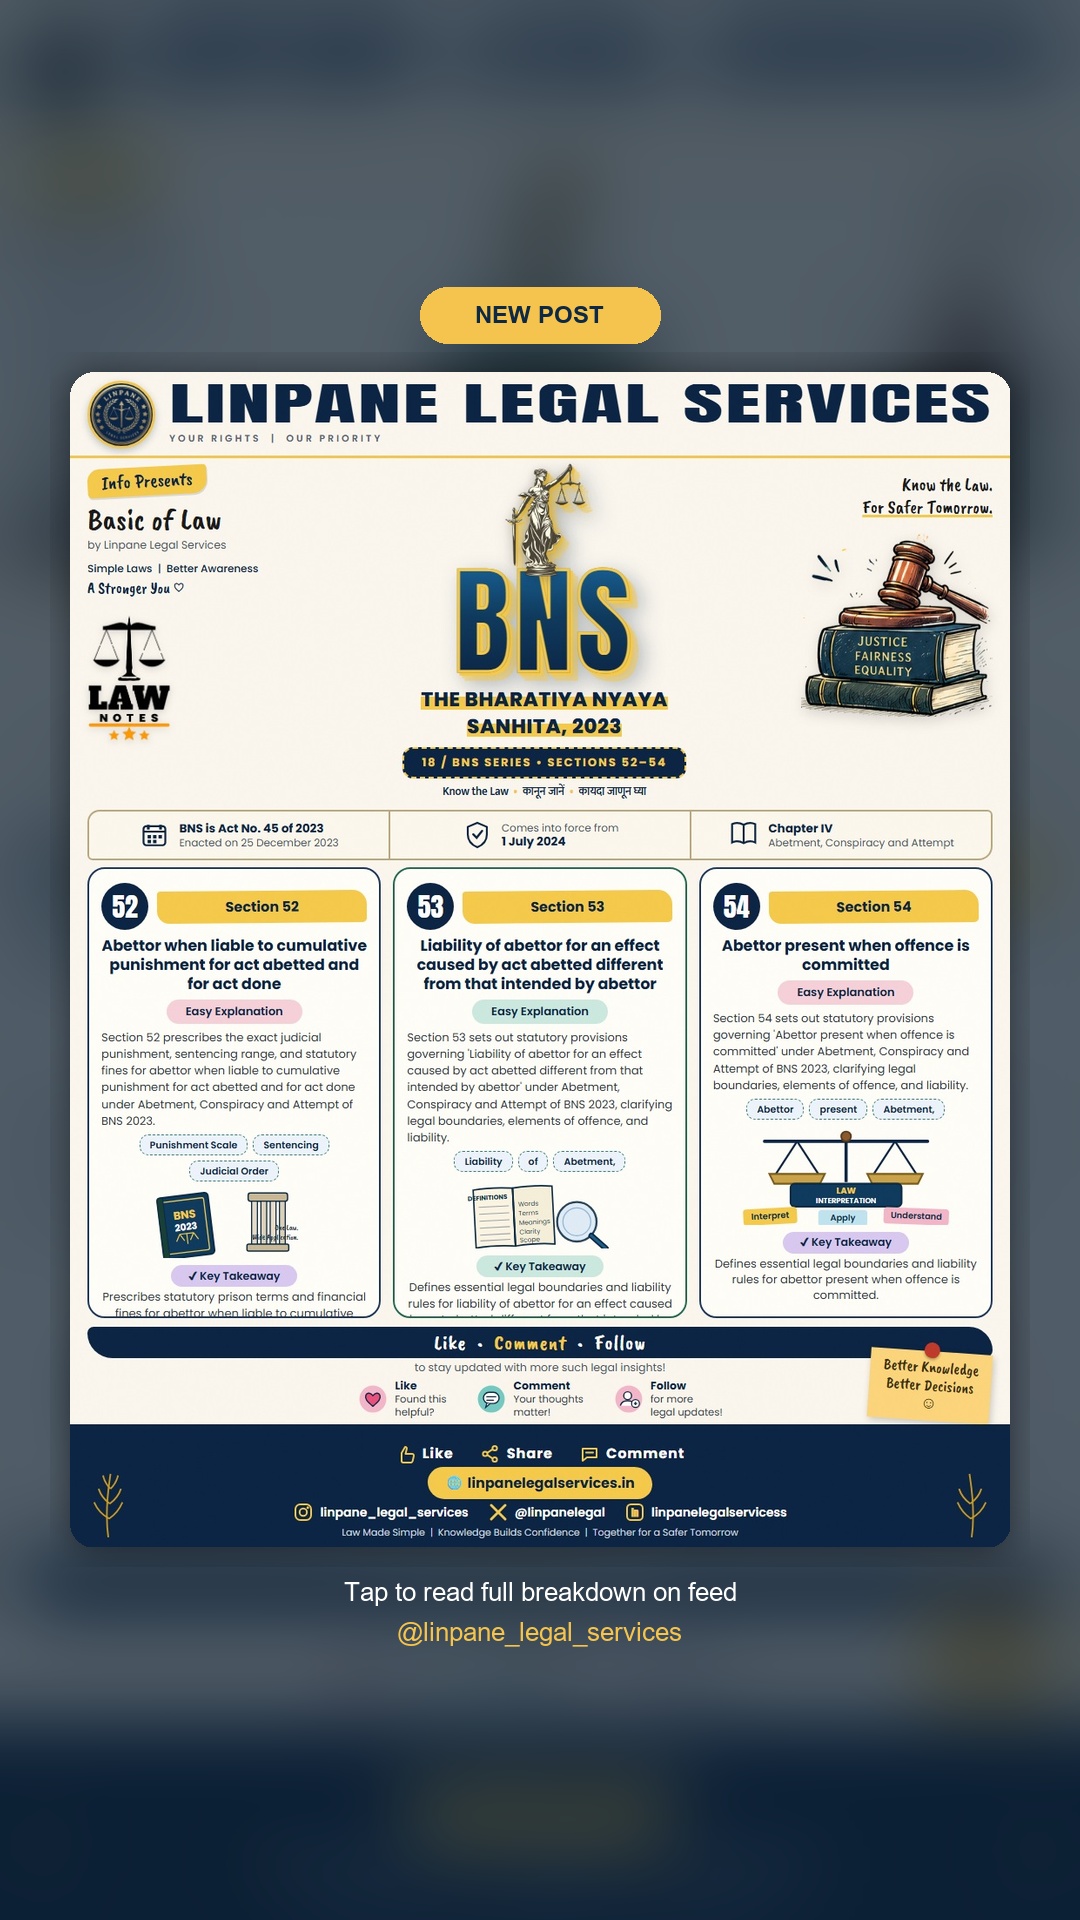 NEW POST
LINPANE LEGAL SERVICES
YOUR RIGHTS | OUR PRIORITY
LINPANE
Info Presents
Basic of Law
by Linpane Legal Services
Simple Laws | Better Awareness
A Stronger You ♡
LAW
NOTES
BNS
THE BHARATIYA NYAYA
SANHITA, 2023
18 / BNS SERIES • SECTIONS 52–54
Know the Law • कानून जानें • कायदा जाणून घ्या
Know the Law.
For Safer Tomorrow.
JUSTICE
FAIRNESS
EQUALITY
BNS is Act No. 45 of 2023
Enacted on 25 December 2023
Comes into force from
1 July 2024
Chapter IV
Abetment, Conspiracy and Attempt
52
Section 52
Abettor when liable to cumulative
punishment for act abetted and
for act done
Easy Explanation
Section 52 prescribes the exact judicial
punishment, sentencing range, and statutory
fines for abettor when liable to cumulative
punishment for act abetted and for act done
under Abetment, Conspiracy and Attempt of
BNS 2023.
Punishment Scale
Sentencing
Judicial Order
BNS
2023
One Law.
✓ Key Takeaway
Prescribes statutory prison terms and financial
fines for abettor when liable to cumulative
53
Section 53
Liability of abettor for an effect
caused by act abetted different
from that intended by abettor
Easy Explanation
Section 53 sets out statutory provisions
governing 'Liability of abettor for an effect
caused by act abetted different from that
intended by abettor' under Abetment,
Conspiracy and Attempt of BNS 2023, clarifying
legal boundaries, elements of offence, and
liability.
Liability
of
Abetment,
DEFINITIONS
Words
Terms
Meanings
Clarity
Scope
✓ Key Takeaway
Defines essential legal boundaries and liability
rules for liability of abettor for an effect caused
54
Section 54
Abettor present when offence is
committed
Easy Explanation
Section 54 sets out statutory provisions
governing 'Abettor present when offence is
committed' under Abetment, Conspiracy and
Attempt of BNS 2023, clarifying legal
boundaries, elements of offence, and liability.
Abettor
present
Abetment,
LAW
INTERPRETATION
Interpret
Apply
Understand
✓ Key Takeaway
Defines essential legal boundaries and liability
rules for abettor present when offence is
committed.
Like • Comment • Follow
to stay updated with more such legal insights!
Like
Found this
helpful?
Comment
Your thoughts
matter!
Follow
for more
legal updates!
Better Knowledge
Better Decisions
☺
Like Share Comment
linpanelegalservices.in
linpane_legal_services @linpanelegal linpanelegalservicess
Law Made Simple | Knowledge Builds Confidence | Together for a Safer Tomorrow
Tap to read full breakdown on feed
@linpane_legal_services